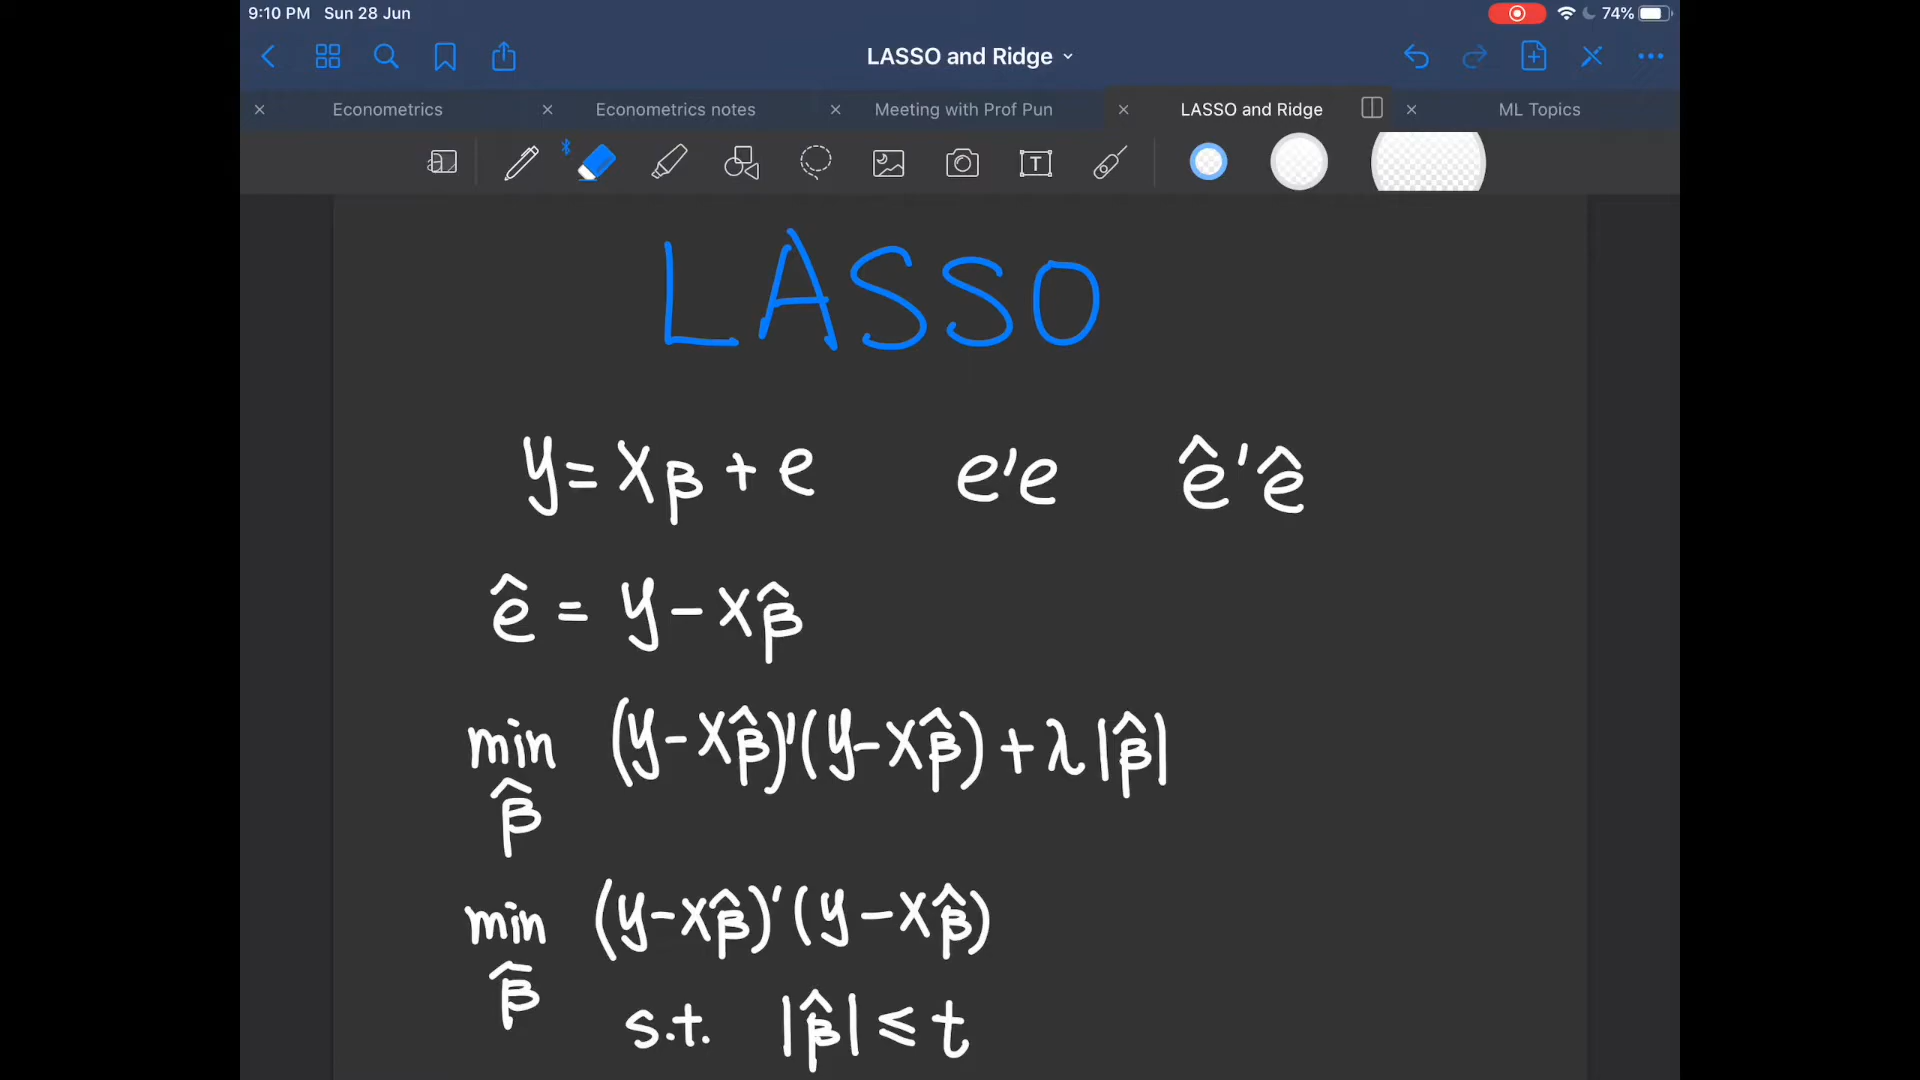 9:10 PM Sun 28 Jun 74%
LASSO and Ridge
Econometrics Econometrics notes Meeting with Prof Pun LASSO and Ridge ML Topics
T
LASSO
y = Xβ + e e'e ê'ê
ê = y - Xβ̂
min (y - Xβ̂)'(y - Xβ̂) + λ|β̂|
β̂
min (y - Xβ̂)'(y - Xβ̂)
β̂
s.t. |β̂| ⩽ t